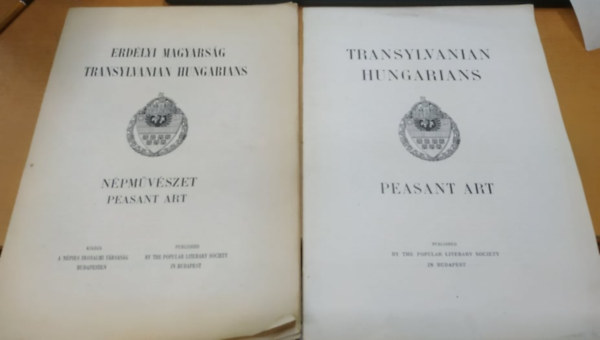 ERDÉLYI MAGYARSÁG
TRANSYLVANIAN HUNGARIANS
NÉPMŰVÉSZET
PEASANT ART
KIADJA
A NÉPIES IRODALMI TÁRSASÁG
BUDAPESTEN
PUBLISHED
BY THE POPULAR LITERARY SOCIETY
IN BUDAPEST
TRANSYLVANIAN
HUNGARIANS
PEASANT ART
PUBLISHED
BY THE POPULAR LITERARY SOCIETY
IN BUDAPEST